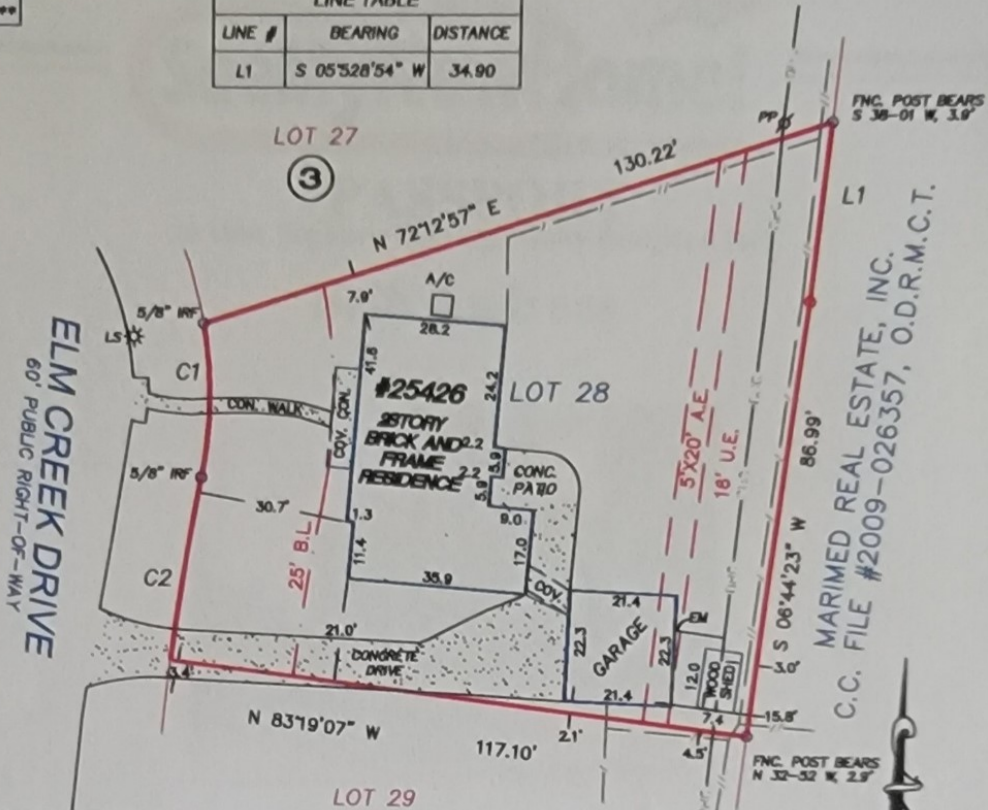 LINE TABLE
LINE # BEARING DISTANCE
L1 S 05°528'54" W 34.90
LOT 27
3
PP
FNC. POST BEARS
S 38-01 W, 3.9'
130.22'
N 72°12'57" E
L1
A/C
7.9'
5/8" IRF
28.2
LS
41.8
C1
#25426
24.2
LOT 28
2STORY
BRICK AND
FRAME
RESIDENCE
2.2
2.2
5.9
5.9
CON. WALK
COV. CON.
CONC.
PATIO
5'X20' A.E.
18' U.E.
86.99'
5/8" IRF
30.7'
1.3
9.0
11.4
17.0
25' B.L.
S 06°44'23" W
ELM CREEK DRIVE
60' PUBLIC RIGHT-OF-WAY
MARIMED REAL ESTATE, INC.
C.C. FILE #2009-026357, O.D.R.M.C.T.
C2
35.9
COV.
21.4
EM
21.0'
22.3
GARAGE
22.3
CONCRETE
DRIVE
12.0
WOOD
SHED
3.0'
3.4'
21.4
7.4
15.8'
N 83°19'07" W
117.10'
2.1'
4.5'
FNC. POST BEARS
N 32-52 W, 2.9'
LOT 29